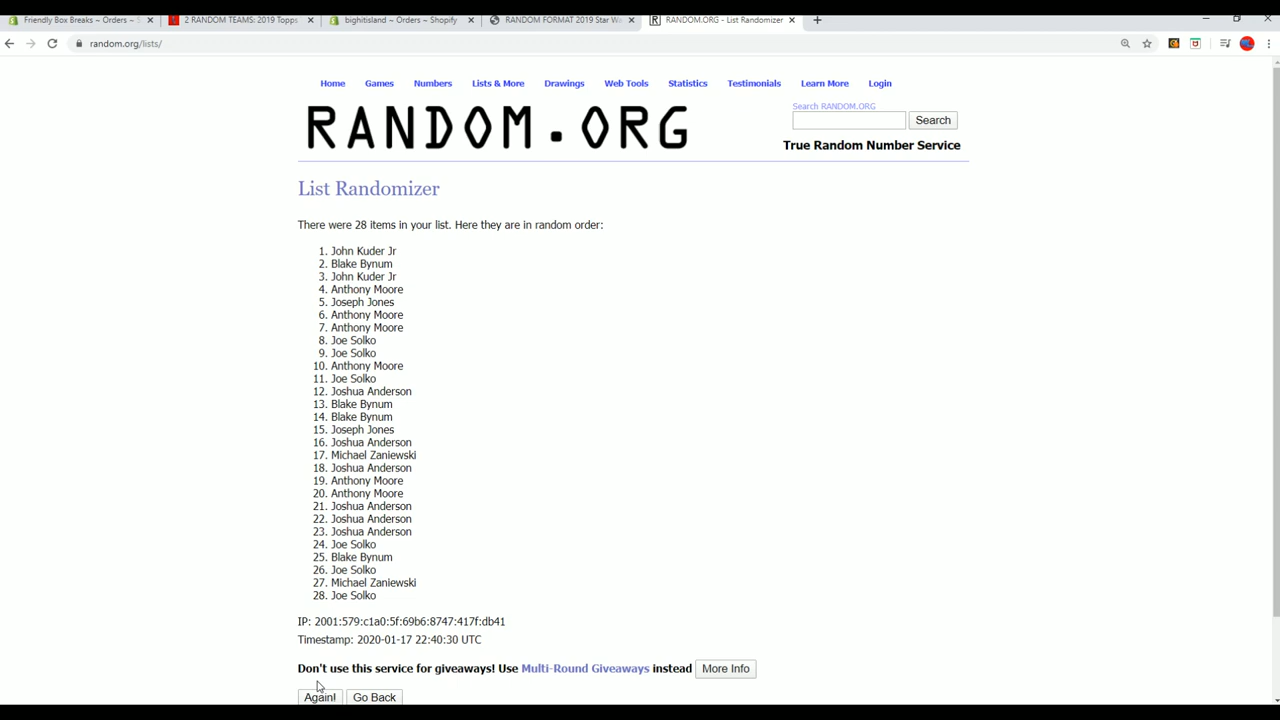 Friendly Box Breaks ~ Orders ~ S
2 RANDOM TEAMS: 2019 Topps
bighitisland ~ Orders ~ Shopify
RANDOM FORMAT 2019 Star Wa
RANDOM.ORG - List Randomizer
random.org/lists/
Home Games Numbers Lists & More Drawings Web Tools Statistics Testimonials Learn More Login
RANDOM.ORG
Search RANDOM.ORG
Search
True Random Number Service
List Randomizer
There were 28 items in your list. Here they are in random order:
1. John Kuder Jr
2. Blake Bynum
3. John Kuder Jr
4. Anthony Moore
5. Joseph Jones
6. Anthony Moore
7. Anthony Moore
8. Joe Solko
9. Joe Solko
10. Anthony Moore
11. Joe Solko
12. Joshua Anderson
13. Blake Bynum
14. Blake Bynum
15. Joseph Jones
16. Joshua Anderson
17. Michael Zaniewski
18. Joshua Anderson
19. Anthony Moore
20. Anthony Moore
21. Joshua Anderson
22. Joshua Anderson
23. Joshua Anderson
24. Joe Solko
25. Blake Bynum
26. Joe Solko
27. Michael Zaniewski
28. Joe Solko
IP: 2001:579:c1a0:5f:69b6:8747:417f:db41
Timestamp: 2020-01-17 22:40:30 UTC
Don't use this service for giveaways! Use Multi-Round Giveaways instead More Info
Again! Go Back